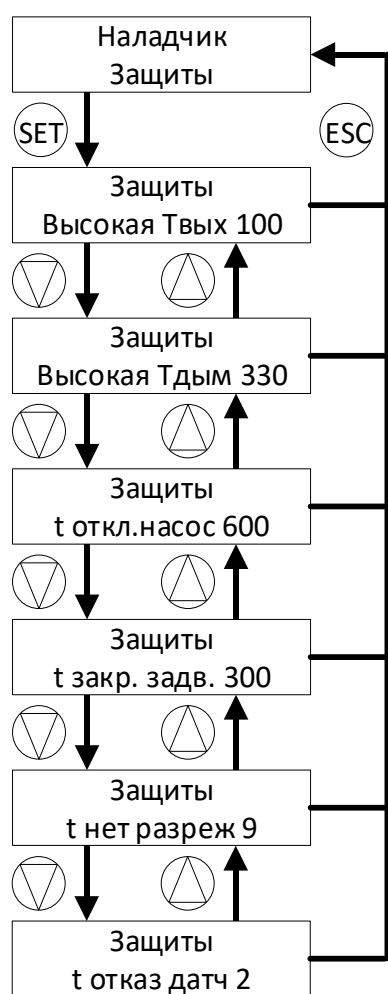 Наладчик
Защиты
SET
ESC
Защиты
Высокая Твых 100
Защиты
Высокая Тдым 330
Защиты
t откл.насос 600
Защиты
t закр. задв. 300
Защиты
t нет разреж 9
Защиты
t отказ датч 2